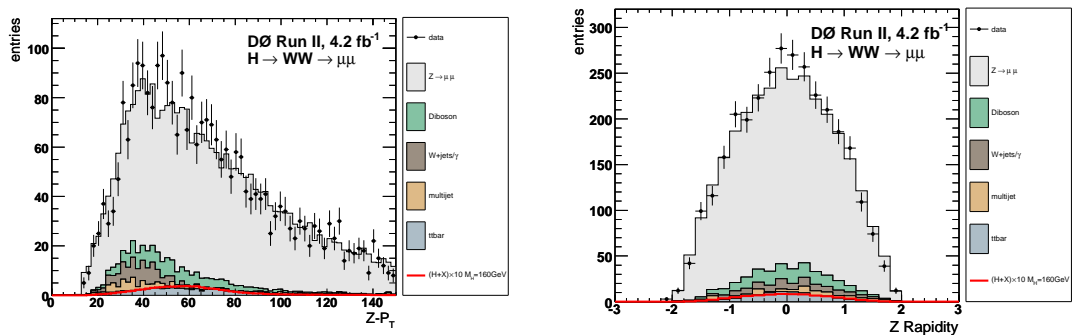 entries
100
80
60
40
20
0
0 20 40 60 80 100 120 140
Z-P_T
DØ Run II, 4.2 fb⁻¹
H → WW → μμ
data
Z→μμ
Diboson
W+jets/γ
multijet
ttbar
(H+X)×10 M_H=160GeV
entries
300
250
200
150
100
50
0
-3 -2 -1 0 1 2 3
Z Rapidity
DØ Run II, 4.2 fb⁻¹
H → WW → μμ
data
Z→μμ
Diboson
W+jets/γ
multijet
ttbar
(H+X)×10 M_H=160GeV